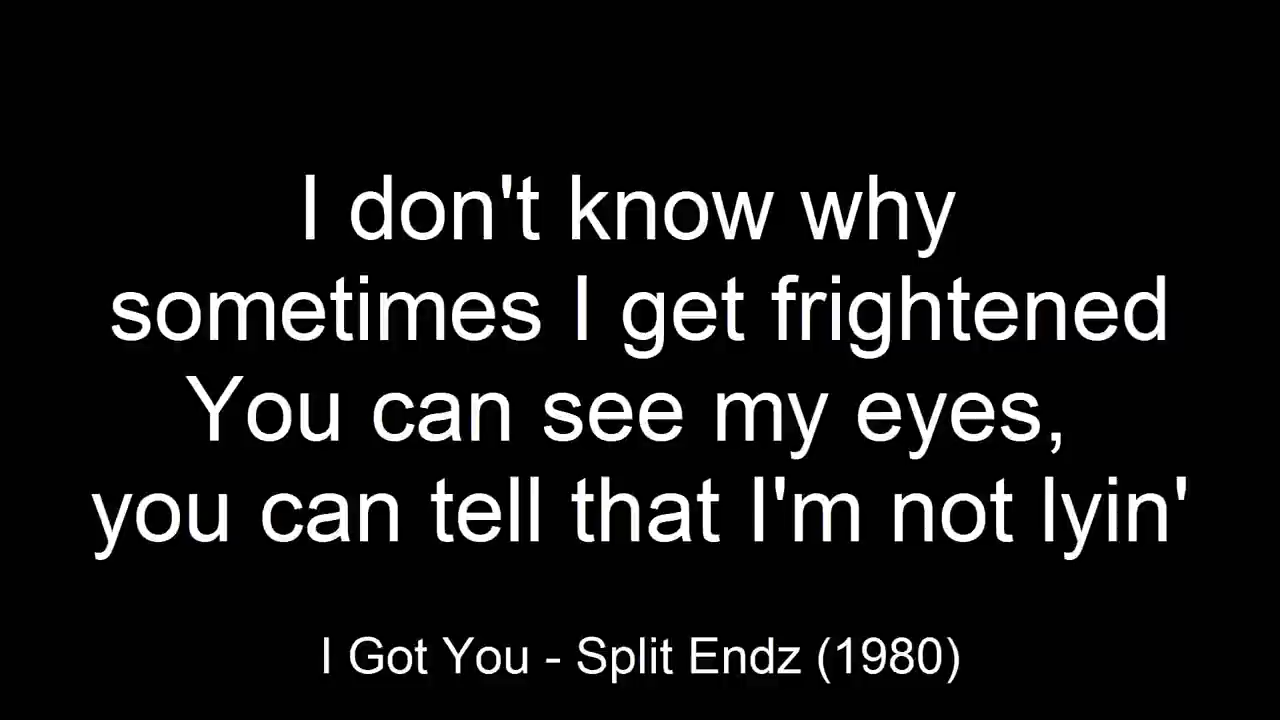 I don't know why
sometimes I get frightened
You can see my eyes,
you can tell that I'm not lyin'
I Got You - Split Endz (1980)